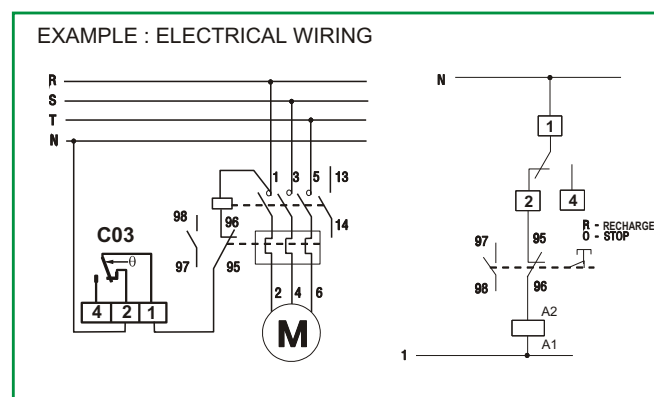 EXAMPLE : ELECTRICAL WIRING
R
S
T
N
1 3 5 13
14
98
96
97
95
C03
θ
4 2 1
2 4 6
M
N
1
2 4
R - RECHARGE
O - STOP
97 95
98 96
A2
A1
1